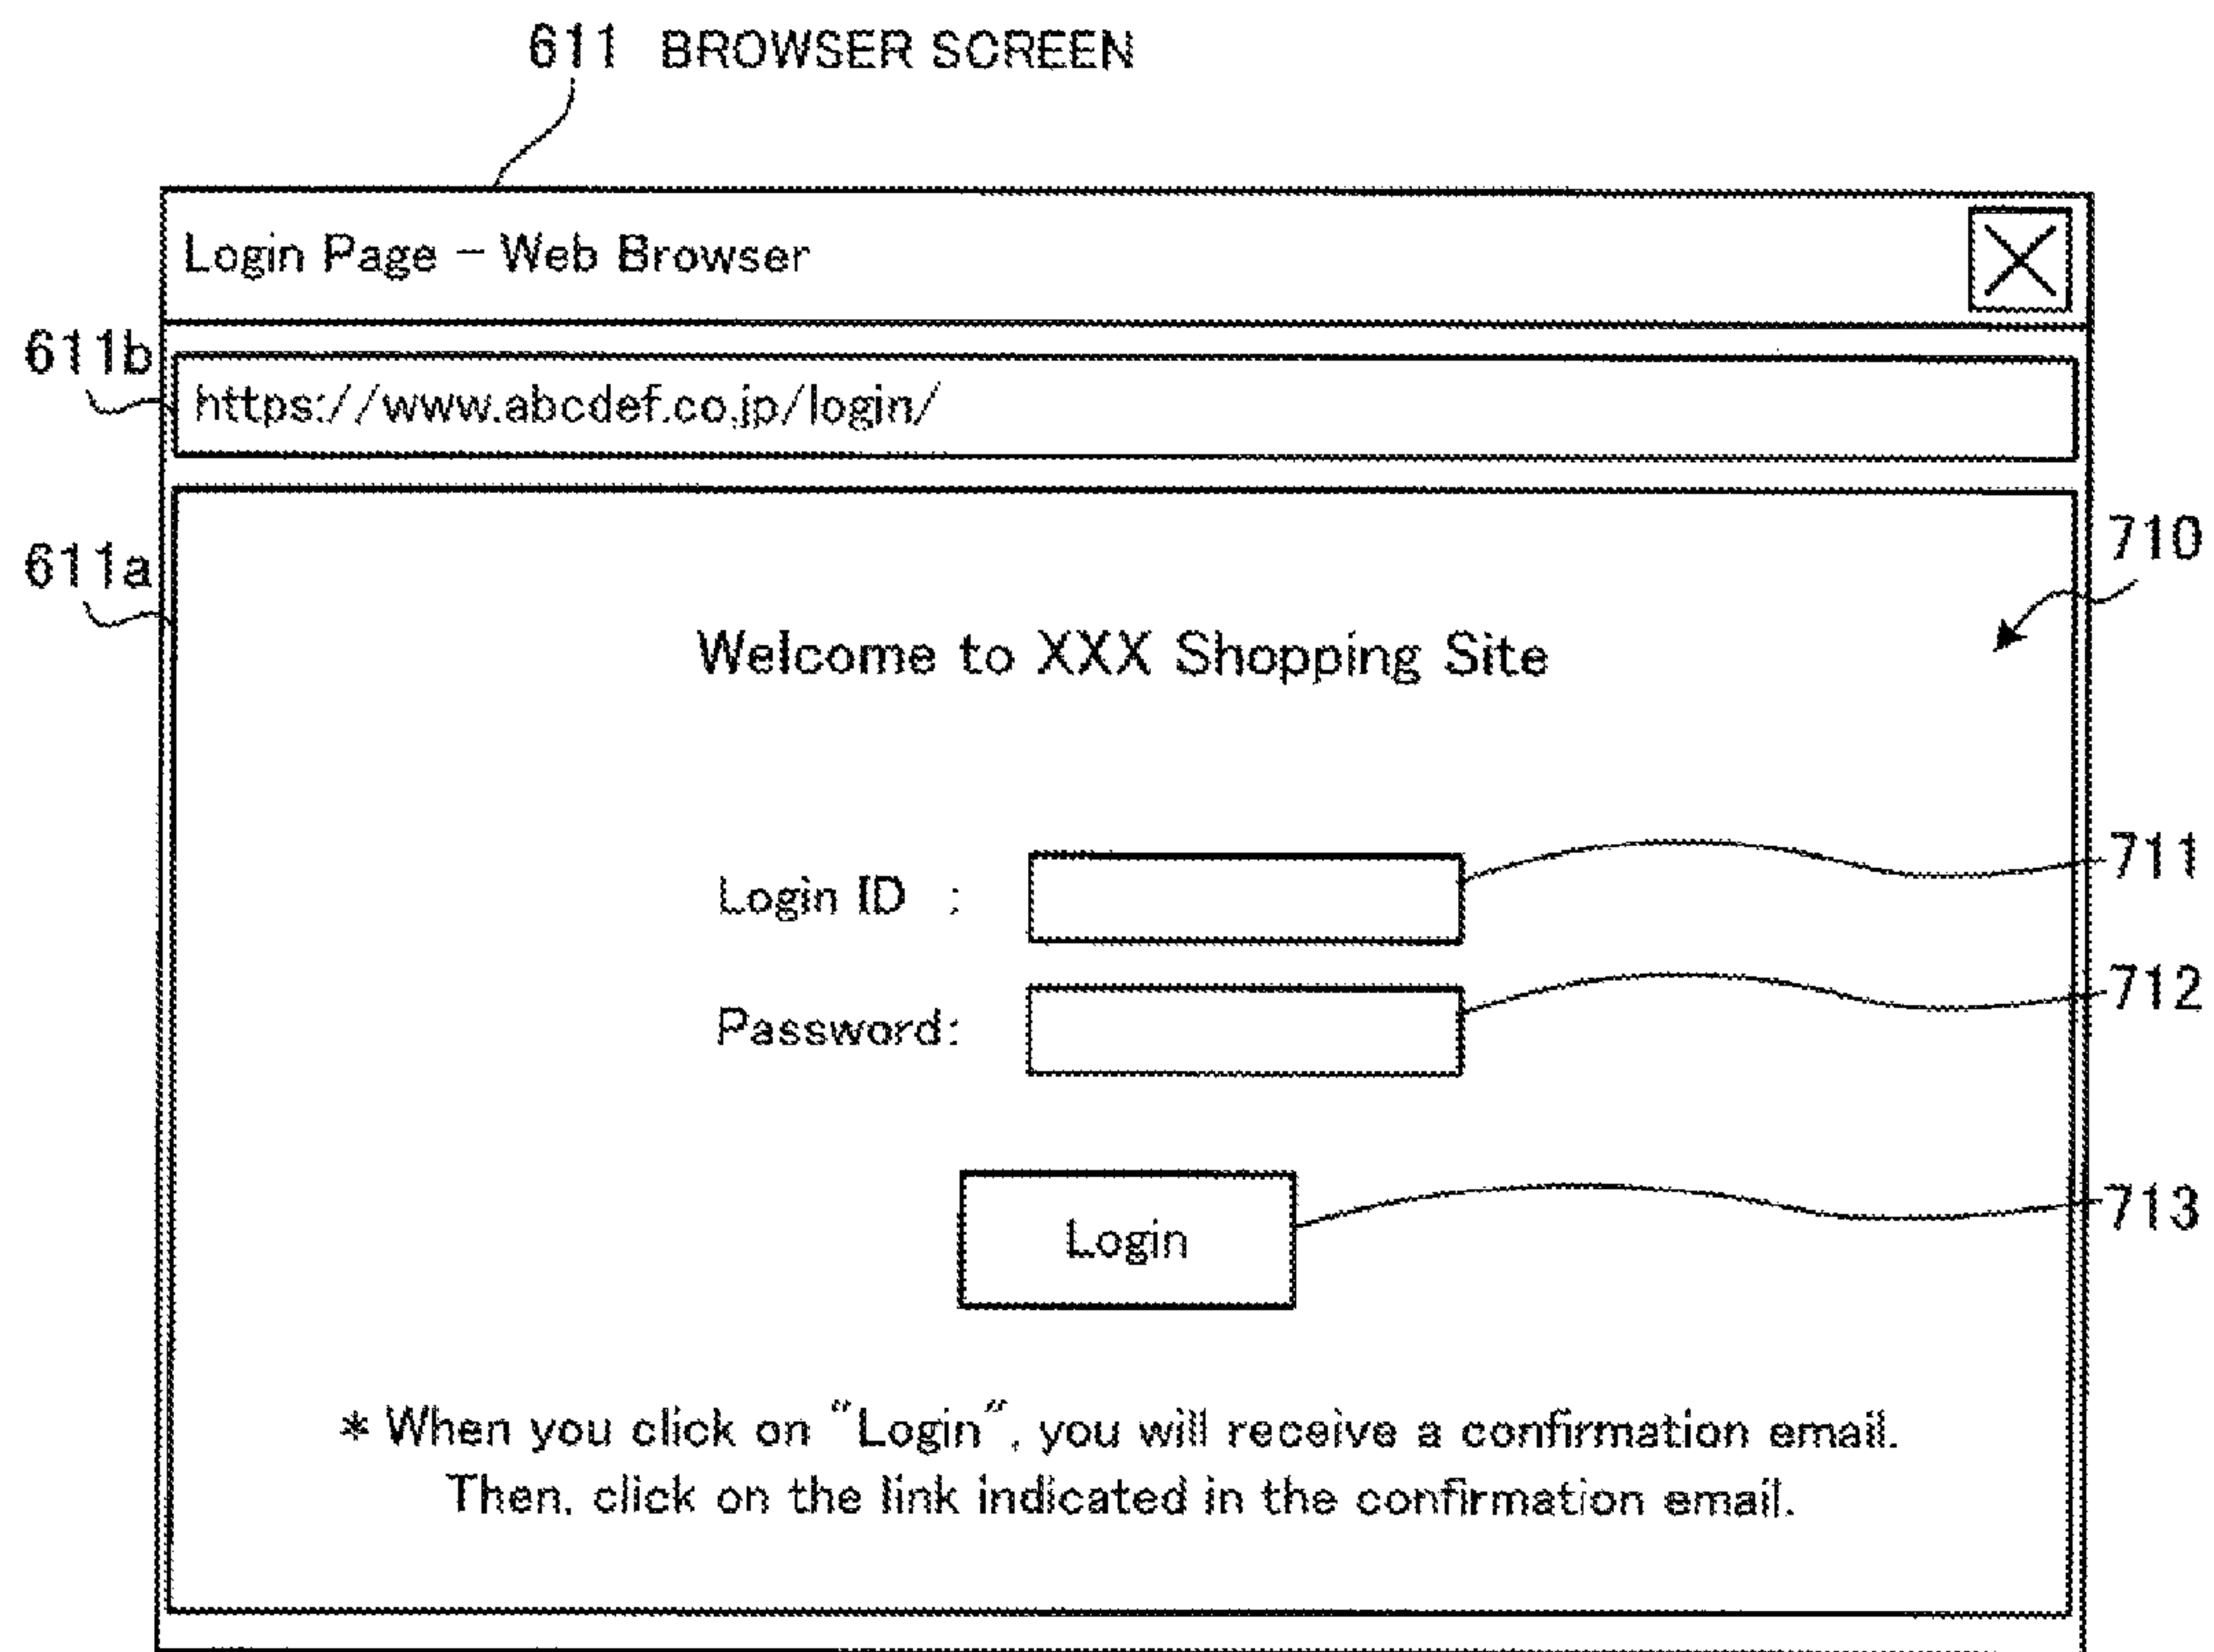 611 BROWSER SCREEN
Login Page - Web Browser
611b
https://www.abcdef.co.jp/login/
611a
710
Welcome to XXX Shopping Site
Login ID :
711
Password:
712
Login
713
* When you click on "Login", you will receive a confirmation email.
Then, click on the link indicated in the confirmation email.